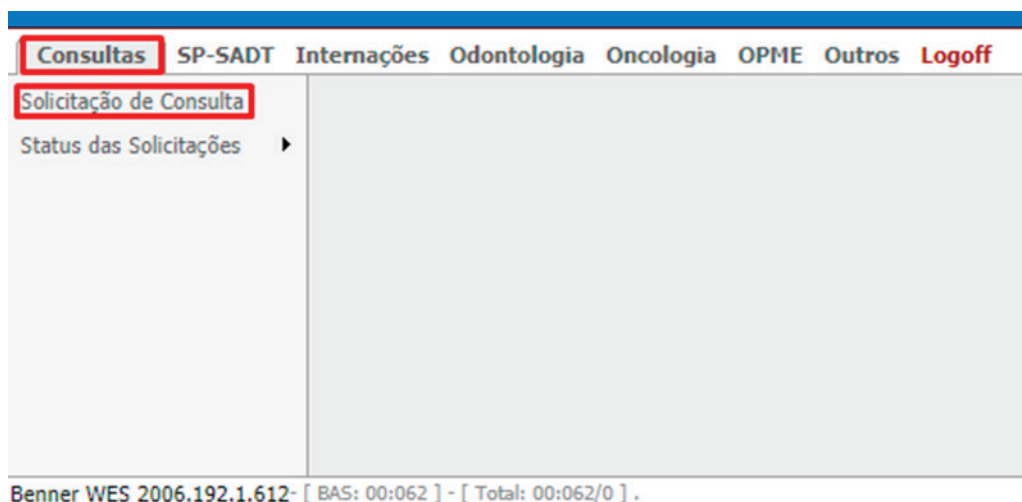 Consultas SP-SADT Internações Odontologia Oncologia OPME Outros Logoff
Solicitação de Consulta
Status das Solicitações
Benner WES 2006.192.1.612- [ BAS: 00:062 ] - [ Total: 00:062/0 ] .